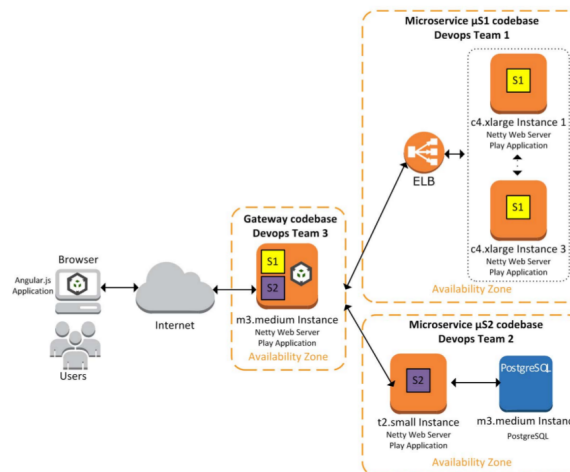 Microservice µS1 codebase
Devops Team 1
S1
c4.xlarge Instance 1
Netty Web Server
Play Application
ELB
S1
c4.xlarge Instance 3
Netty Web Server
Play Application
Availability Zone
Gateway codebase
Devops Team 3
S1
S2
m3.medium Instance
Netty Web Server
Play Application
Availability Zone
Browser
Angular.js
Application
Internet
Users
Microservice µS2 codebase
Devops Team 2
S2
PostgreSQL
t2.small Instance
Netty Web Server
Play Application
m3.medium Instanc
PostgreSQL
Availability Zone